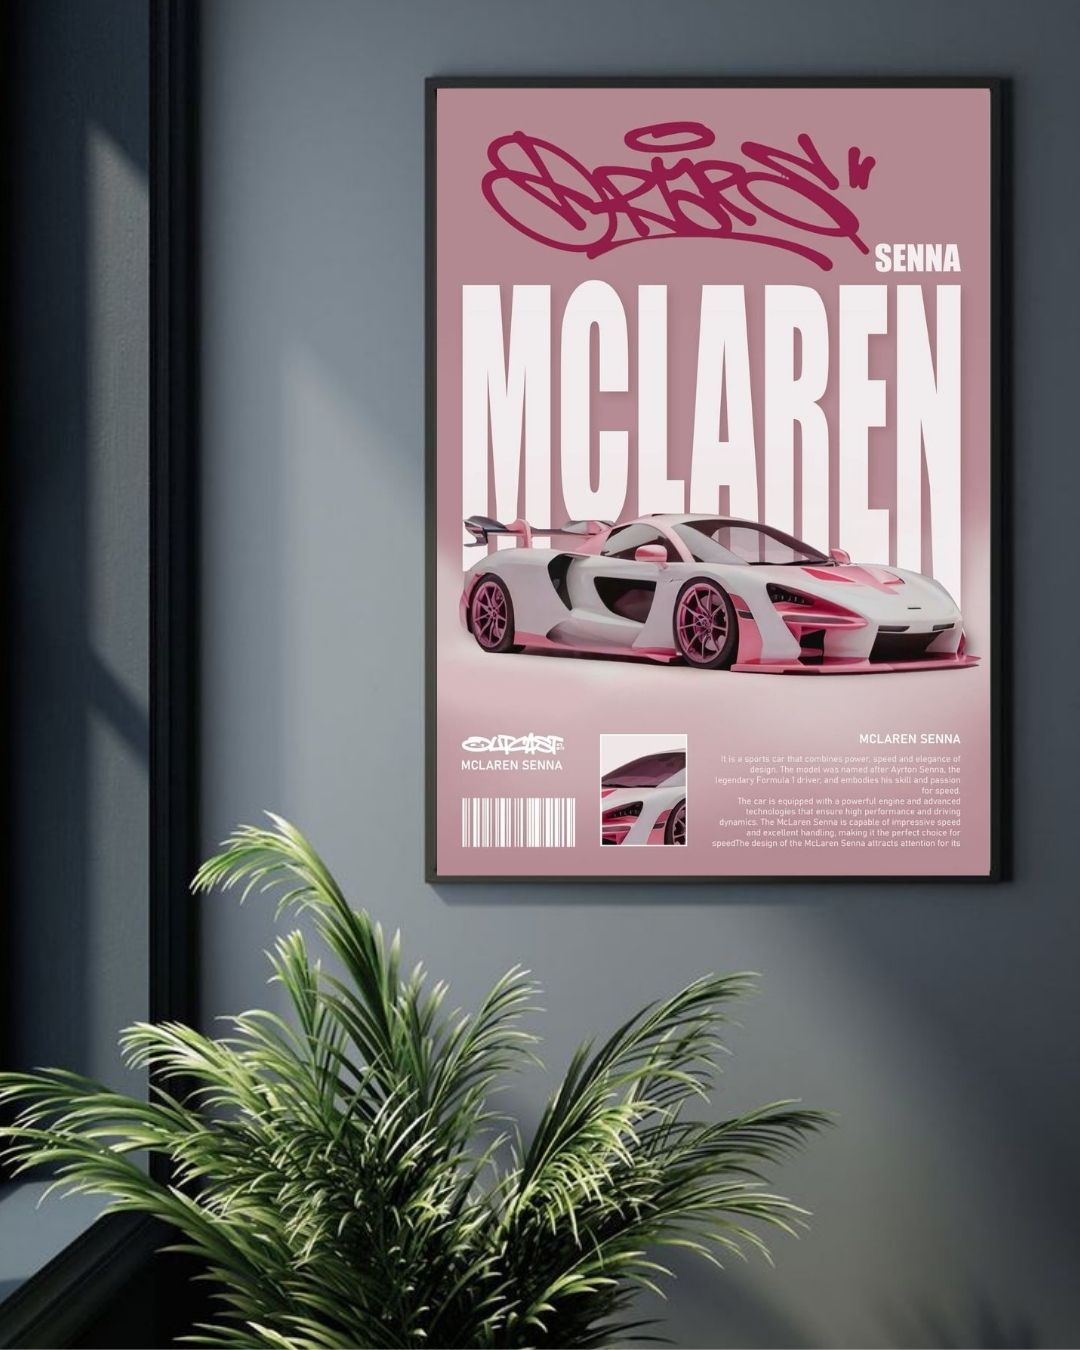 SENNA
MCLAREN
OUTCAST
MCLAREN SENNA
MCLAREN SENNA
It is a sports car that combines power, speed and elegance of
design. The model was named after Ayrton Senna, the
legendary Formula 1 driver, and embodies his skill and passion
for speed.
The car is equipped with a powerful engine and advanced
technologies that ensure high performance and driving
dynamics. The McLaren Senna is capable of impressive speed
and excellent handling, making it the perfect choice for
speedThe design of the McLaren Senna attracts attention for its